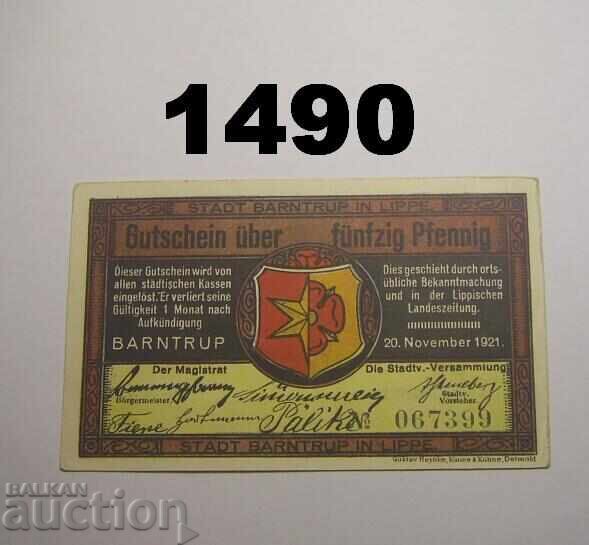 1490
STADT BARNTRUP IN LIPPE.
Gutschein über fünfzig Pfennig
Dieser Gutschein wird von
allen städtischen Kassen
eingelöst. Er verliert seine
Gültigkeit 1 Monat nach
Aufkündigung
BARNTRUP
Dies geschieht durch orts-
übliche Bekanntmachung
und in der Lippischen
Landeszeitung.
20. November 1921.
Der Magistrat
Die Stadtv.-Versammlung
Bürgermeister.
Stadtv.
Vorsteher.
№ 067399
STADT BARNTRUP IN LIPPE.
Detmold
БАЛКАН
auction